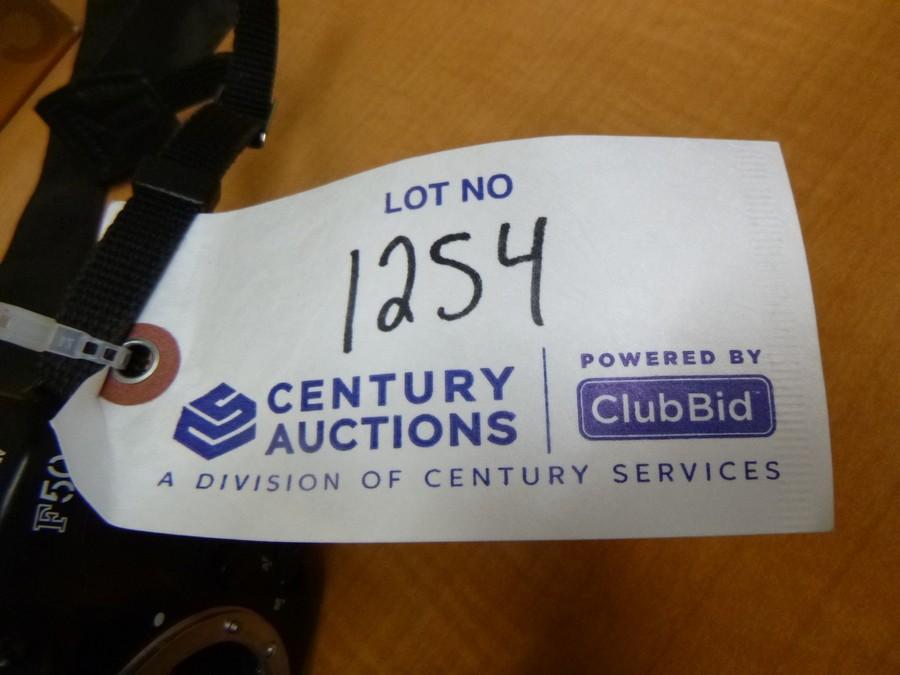 LOT NO
1254
CENTURY
AUCTIONS
POWERED BY
ClubBid
A DIVISION OF CENTURY SERVICES
F50